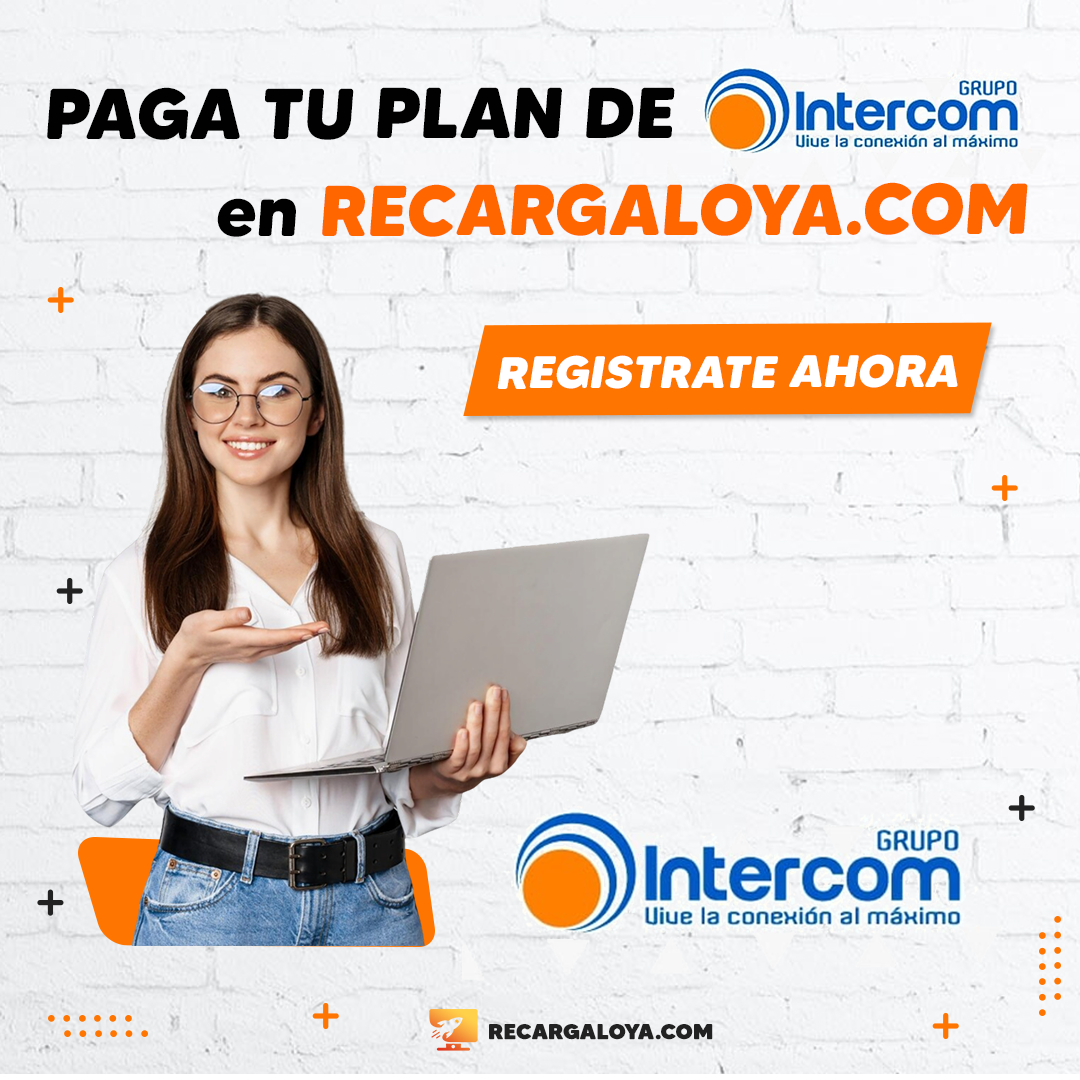 PAGA TU PLAN DE
GRUPO
Intercom
Vive la conexión al máximo
en RECARGALOYA.COM
REGISTRATE AHORA
GRUPO
Intercom
Vive la conexión al máximo
RECARGALOYA.COM